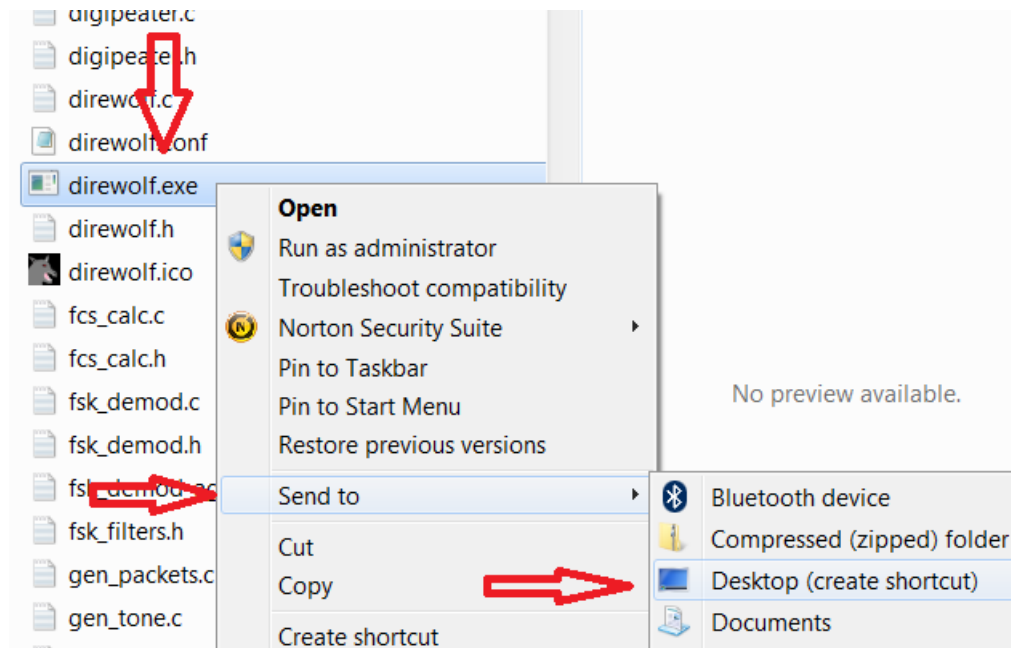 digipeater.c
digipeater.h
direwolf.c
direwolf.conf
direwolf.exe
direwolf.h
direwolf.ico
fcs_calc.c
fcs_calc.h
fsk_demod.c
fsk_demod.h
fsk_filters.h
gen_packets.c
gen_tone.c
Open
Run as administrator
Troubleshoot compatibility
Norton Security Suite
Pin to Taskbar
Pin to Start Menu
Restore previous versions
Send to
Cut
Copy
Create shortcut
Bluetooth device
Compressed (zipped) folder
Desktop (create shortcut)
Documents
No preview available.